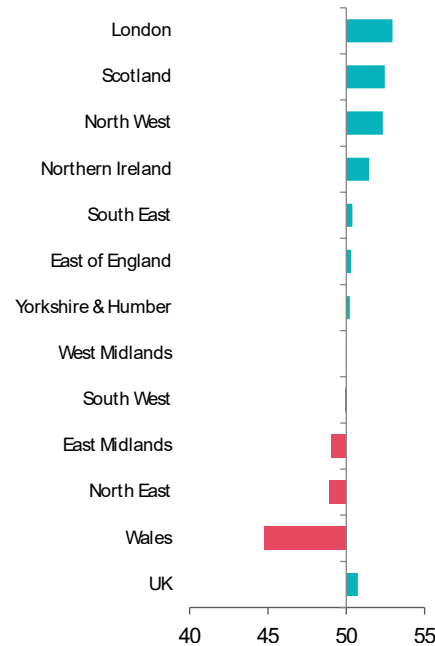 London
Scotland
North West
Northern Ireland
South East
East of England
Yorkshire & Humber
West Midlands
South West
East Midlands
North East
Wales
UK
40 45 50 55